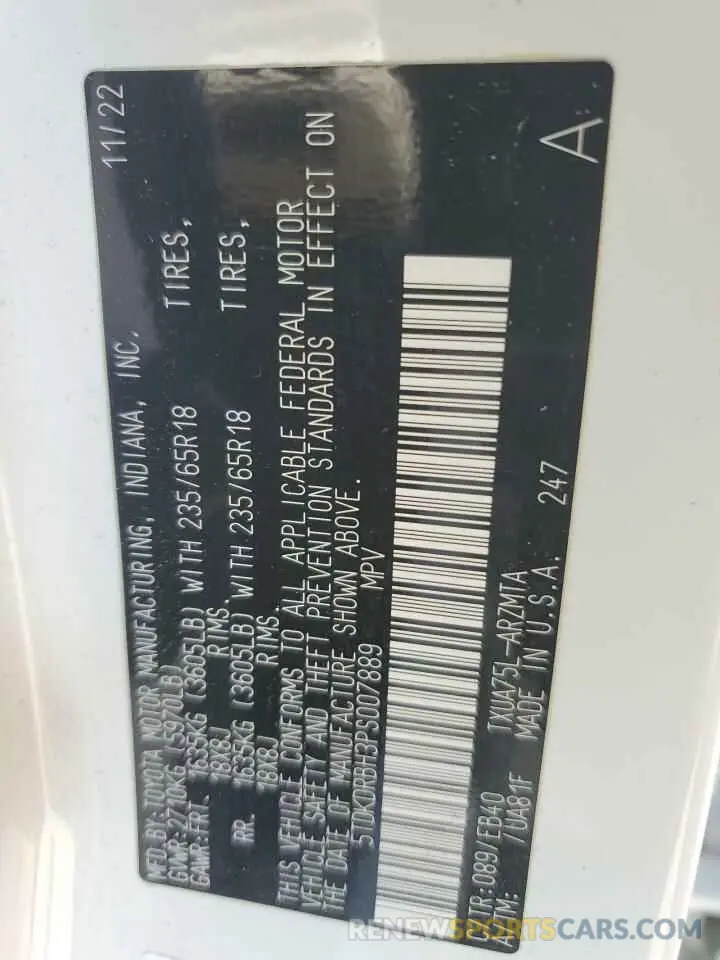 MFD.BY:TOYOTA MOTOR MANUFACTURING, INDIANA, INC. 11/22
GVWR:2710KG (5970LB)
GAWR:FRT. 1635KG (3605LB) WITH 235/65R18 TIRES,
18X8J RIMS.
RR. 1635KG (3605LB) WITH 235/65R18 TIRES,
18X8J RIMS.
THIS VEHICLE CONFORMS TO ALL APPLICABLE FEDERAL MOTOR
VEHICLE SAFETY AND THEFT PREVENTION STANDARDS IN EFFECT ON
THE DATE OF MANUFACTURE SHOWN ABOVE.
5TDKDRBH3PS007889 MPV
C/TR:089/EB40 TXUA75L-ARZMTA A
A/TM: /UA81F MADE IN U.S.A. 247
RENEWSPORTSCARS.COM